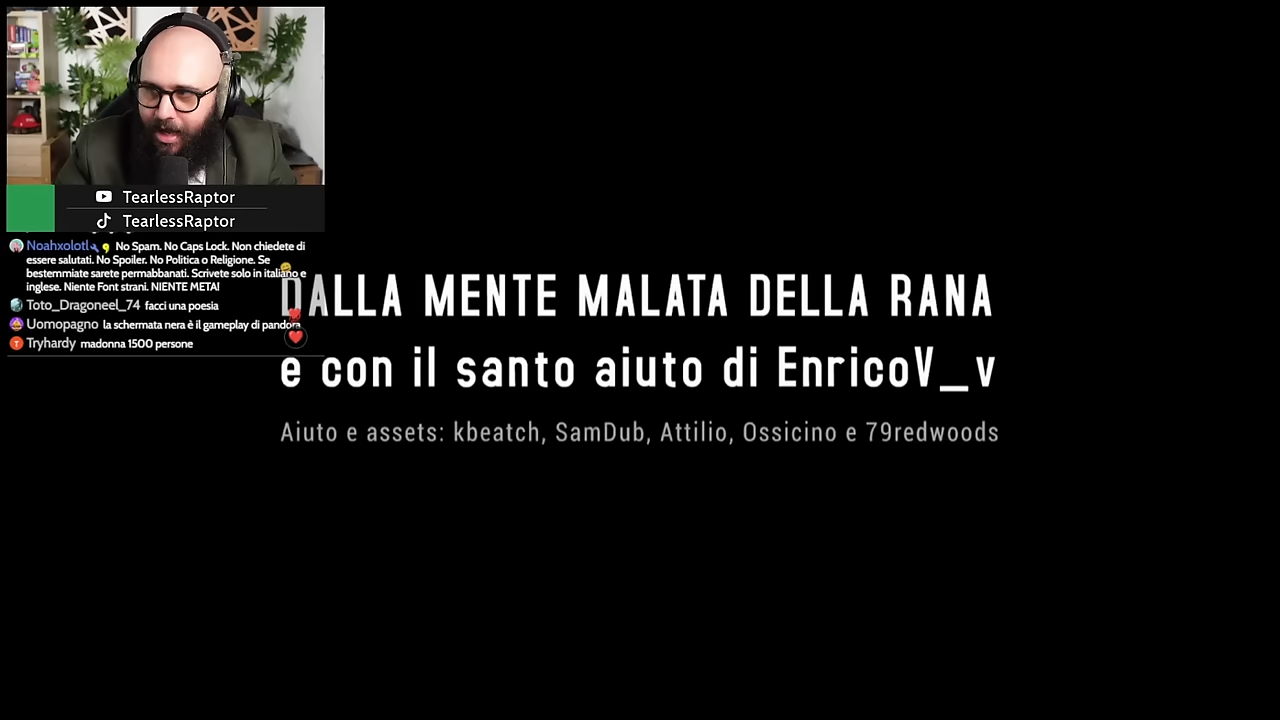 TearlessRaptor
TearlessRaptor
Noahxolotl No Spam. No Caps Lock. Non chiedete di
essere salutati. No Spoiler. No Politica o Religione. Se
bestemmiate sarete permabbanati. Scrivete solo in italiano e
inglese. Niente Font strani. NIENTE META!
Toto_Dragoneel_74 facci una poesia
Uomopagno la schermata nera è il gameplay di pandora
Tryhardy madonna 1500 persone
DALLA MENTE MALATA DELLA RANA
e con il santo aiuto di EnricoV_v
Aiuto e assets: kbeatch, SamDub, Attilio, Ossicino e 79redwoods